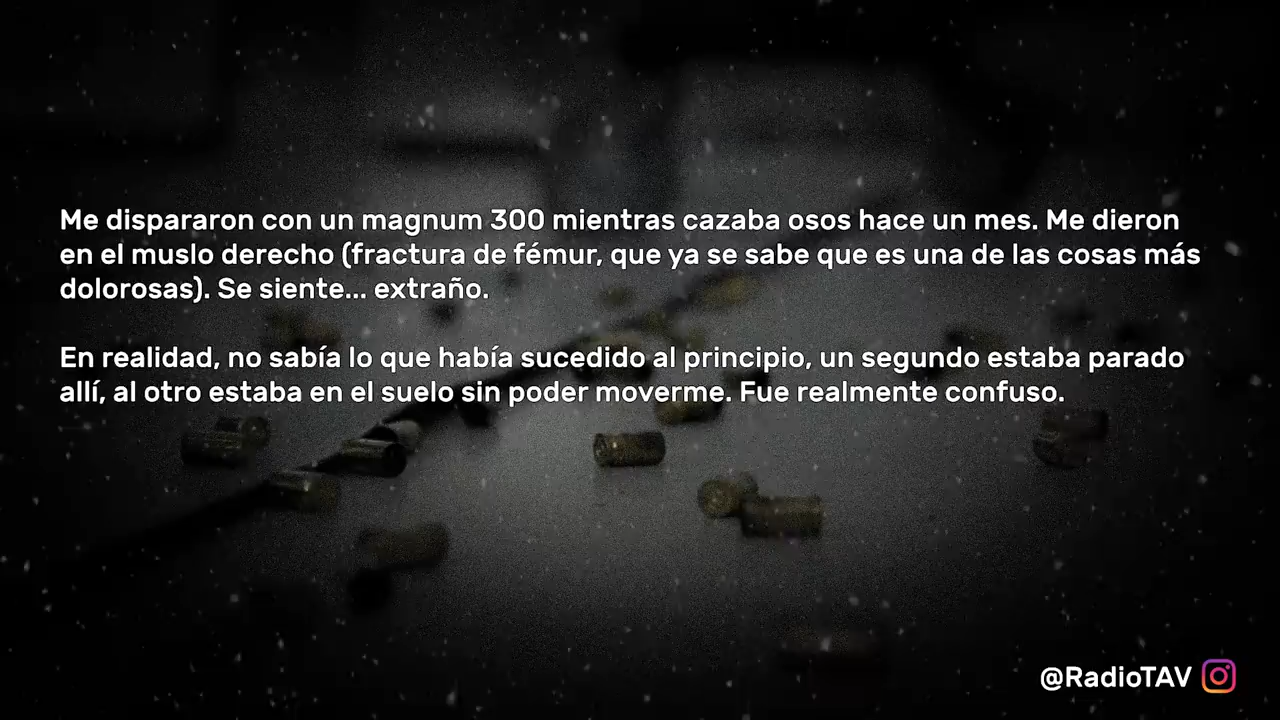 Me dispararon con un magnum 300 mientras cazaba osos hace un mes. Me dieron
en el muslo derecho (fractura de fémur, que ya se sabe que es una de las cosas más
dolorosas). Se siente... extraño.
En realidad, no sabía lo que había sucedido al principio, un segundo estaba parado
allí, al otro estaba en el suelo sin poder moverme. Fue realmente confuso.
@RadioTAV